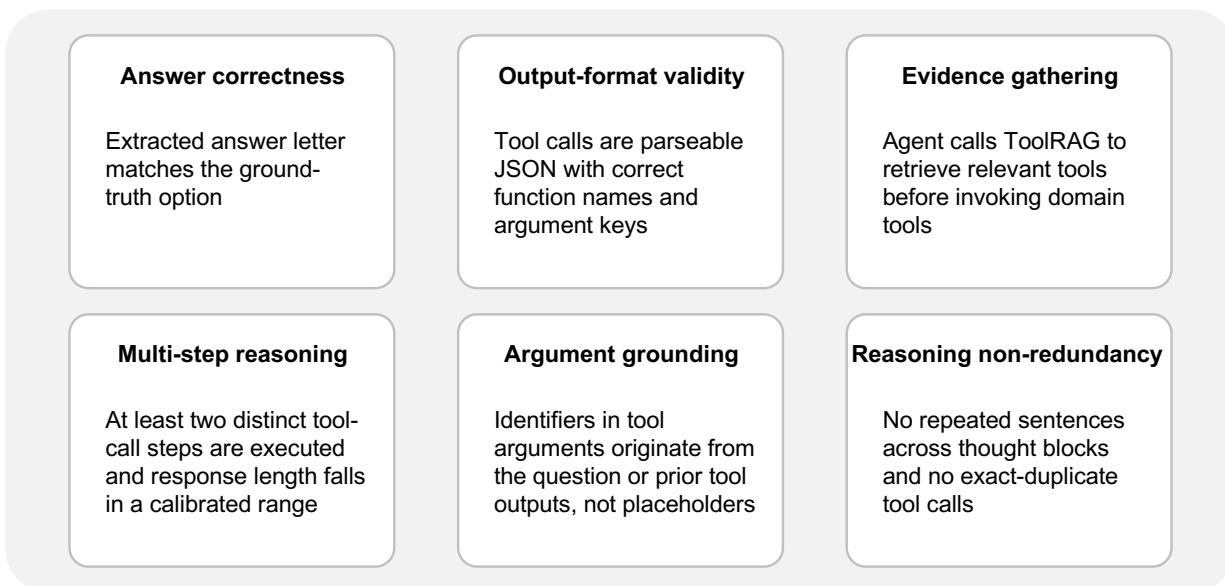 Answer correctness
Extracted answer letter
matches the ground-
truth option
Output-format validity
Tool calls are parseable
JSON with correct
function names and
argument keys
Evidence gathering
Agent calls ToolRAG to
retrieve relevant tools
before invoking domain
tools
Multi-step reasoning
At least two distinct tool-
call steps are executed
and response length falls
in a calibrated range
Argument grounding
Identifiers in tool
arguments originate from
the question or prior tool
outputs, not placeholders
Reasoning non-redundancy
No repeated sentences
across thought blocks
and no exact-duplicate
tool calls